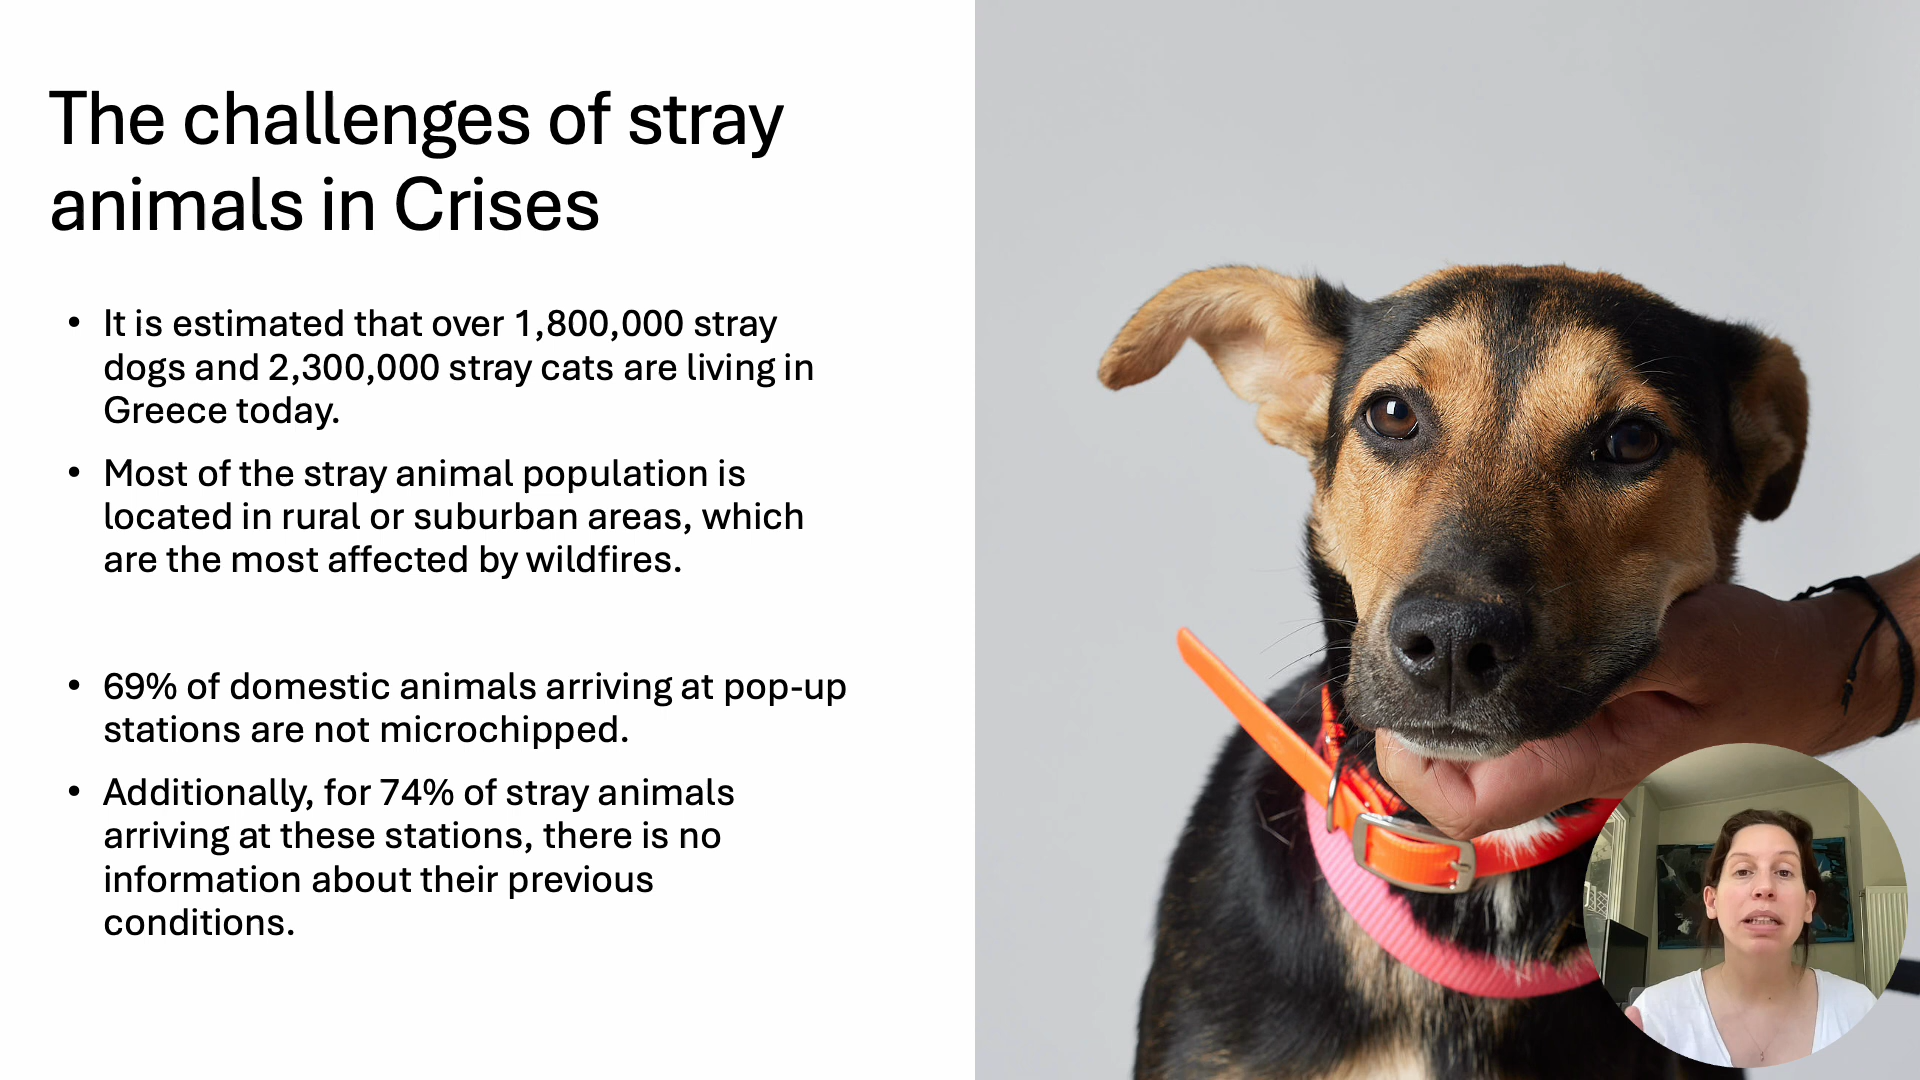 The challenges of stray
animals in Crises
• It is estimated that over 1,800,000 stray
dogs and 2,300,000 stray cats are living in
Greece today.
• Most of the stray animal population is
located in rural or suburban areas, which
are the most affected by wildfires.
• 69% of domestic animals arriving at pop-up
stations are not microchipped.
• Additionally, for 74% of stray animals
arriving at these stations, there is no
information about their previous
conditions.